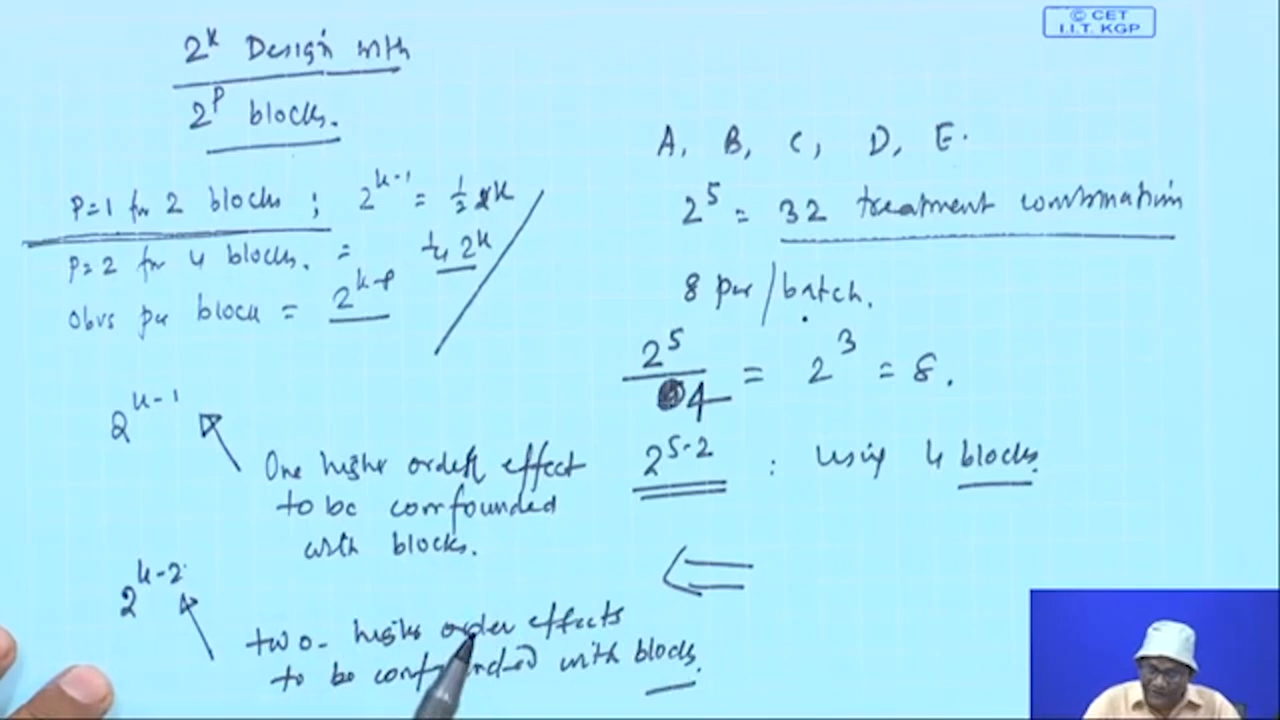 © CET
I.I.T. KGP
2^k Design with
2^p blocks.
P=1 for 2 blocks ; 2^{k-1} = 1/2 2^k
P=2 for 4 blocks. = 1/4 2^k
Obvs per block = 2^{k-p}
2^{k-1}
One higher order effect
to be confounded
with blocks.
2^{k-2}
two- higher order effects
to be confounded with blocks.
A, B, C, D, E.
2^5 = 32 treatment combination
8 per / batch.
2^5 / 4 = 2^3 = 8.
2^{5-2} : using 4 blocks.